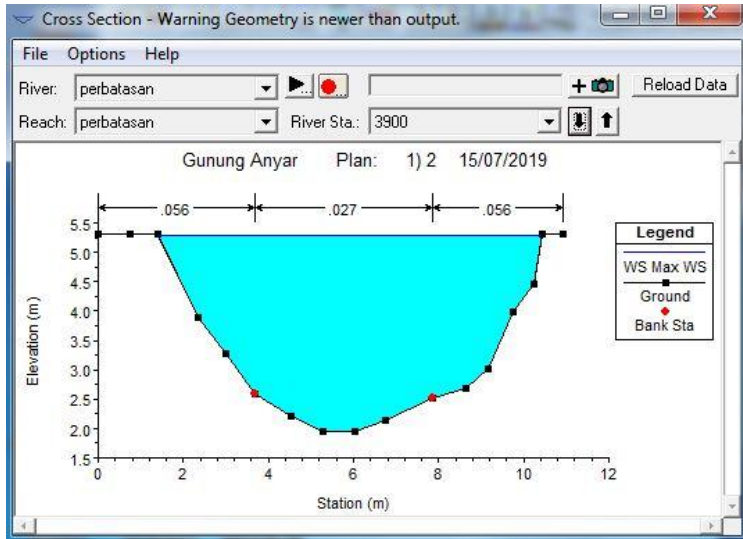 Cross Section - Warning Geometry is newer than output.
File Options Help
River: perbatasan + Reload Data
Reach: perbatasan River Sta.: 3900
Gunung Anyar Plan: 1) 2 15/07/2019
.056 .027 .056
5.5
5.0
4.5
4.0
3.5
3.0
2.5
2.0
1.5
Elevation (m)
0 2 4 6 8 10 12
Station (m)
Legend
WS Max WS
Ground
Bank Sta